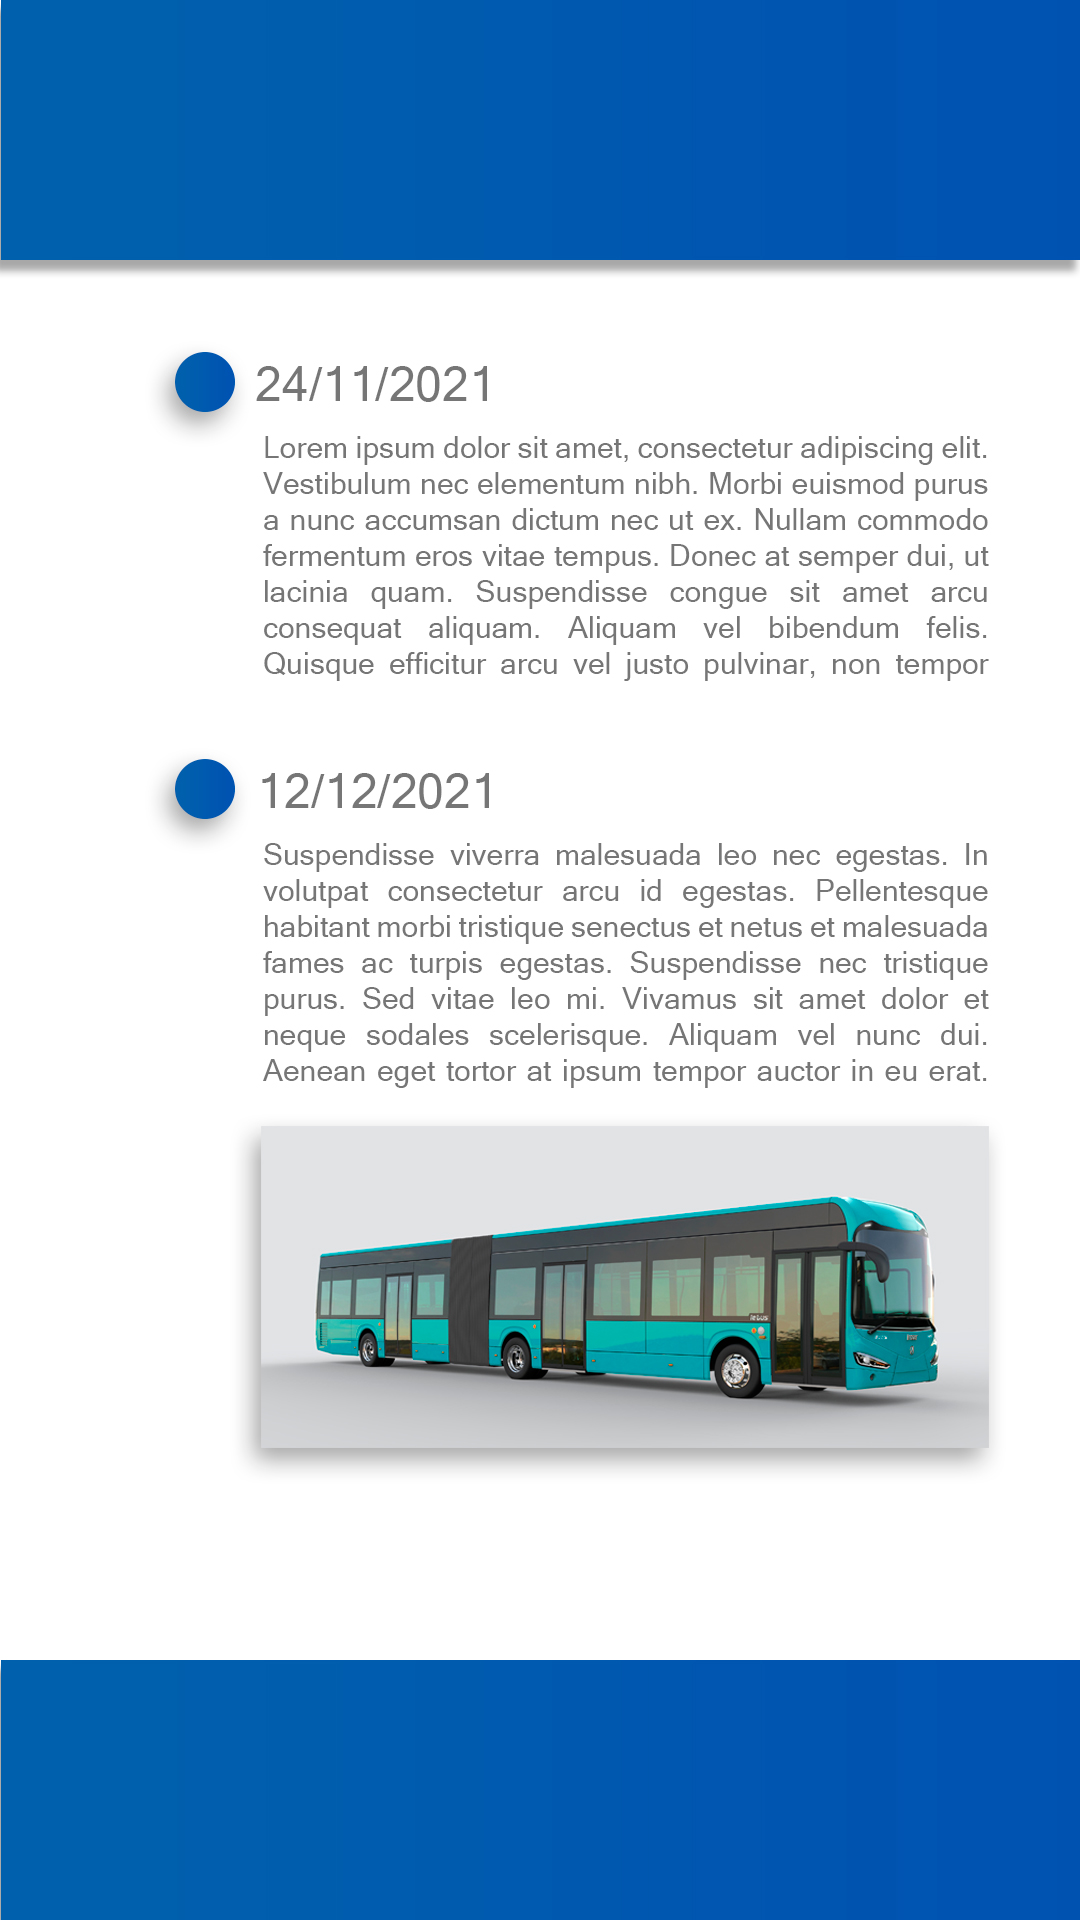 24/11/2021
Lorem ipsum dolor sit amet, consectetur adipiscing elit.
Vestibulum nec elementum nibh. Morbi euismod purus
a nunc accumsan dictum nec ut ex. Nullam commodo
fermentum eros vitae tempus. Donec at semper dui, ut
lacinia quam. Suspendisse congue sit amet arcu
consequat aliquam. Aliquam vel bibendum felis.
Quisque efficitur arcu vel justo pulvinar, non tempor
12/12/2021
Suspendisse viverra malesuada leo nec egestas. In
volutpat consectetur arcu id egestas. Pellentesque
habitant morbi tristique senectus et netus et malesuada
fames ac turpis egestas. Suspendisse nec tristique
purus. Sed vitae leo mi. Vivamus sit amet dolor et
neque sodales scelerisque. Aliquam vel nunc dui.
Aenean eget tortor at ipsum tempor auctor in eu erat.